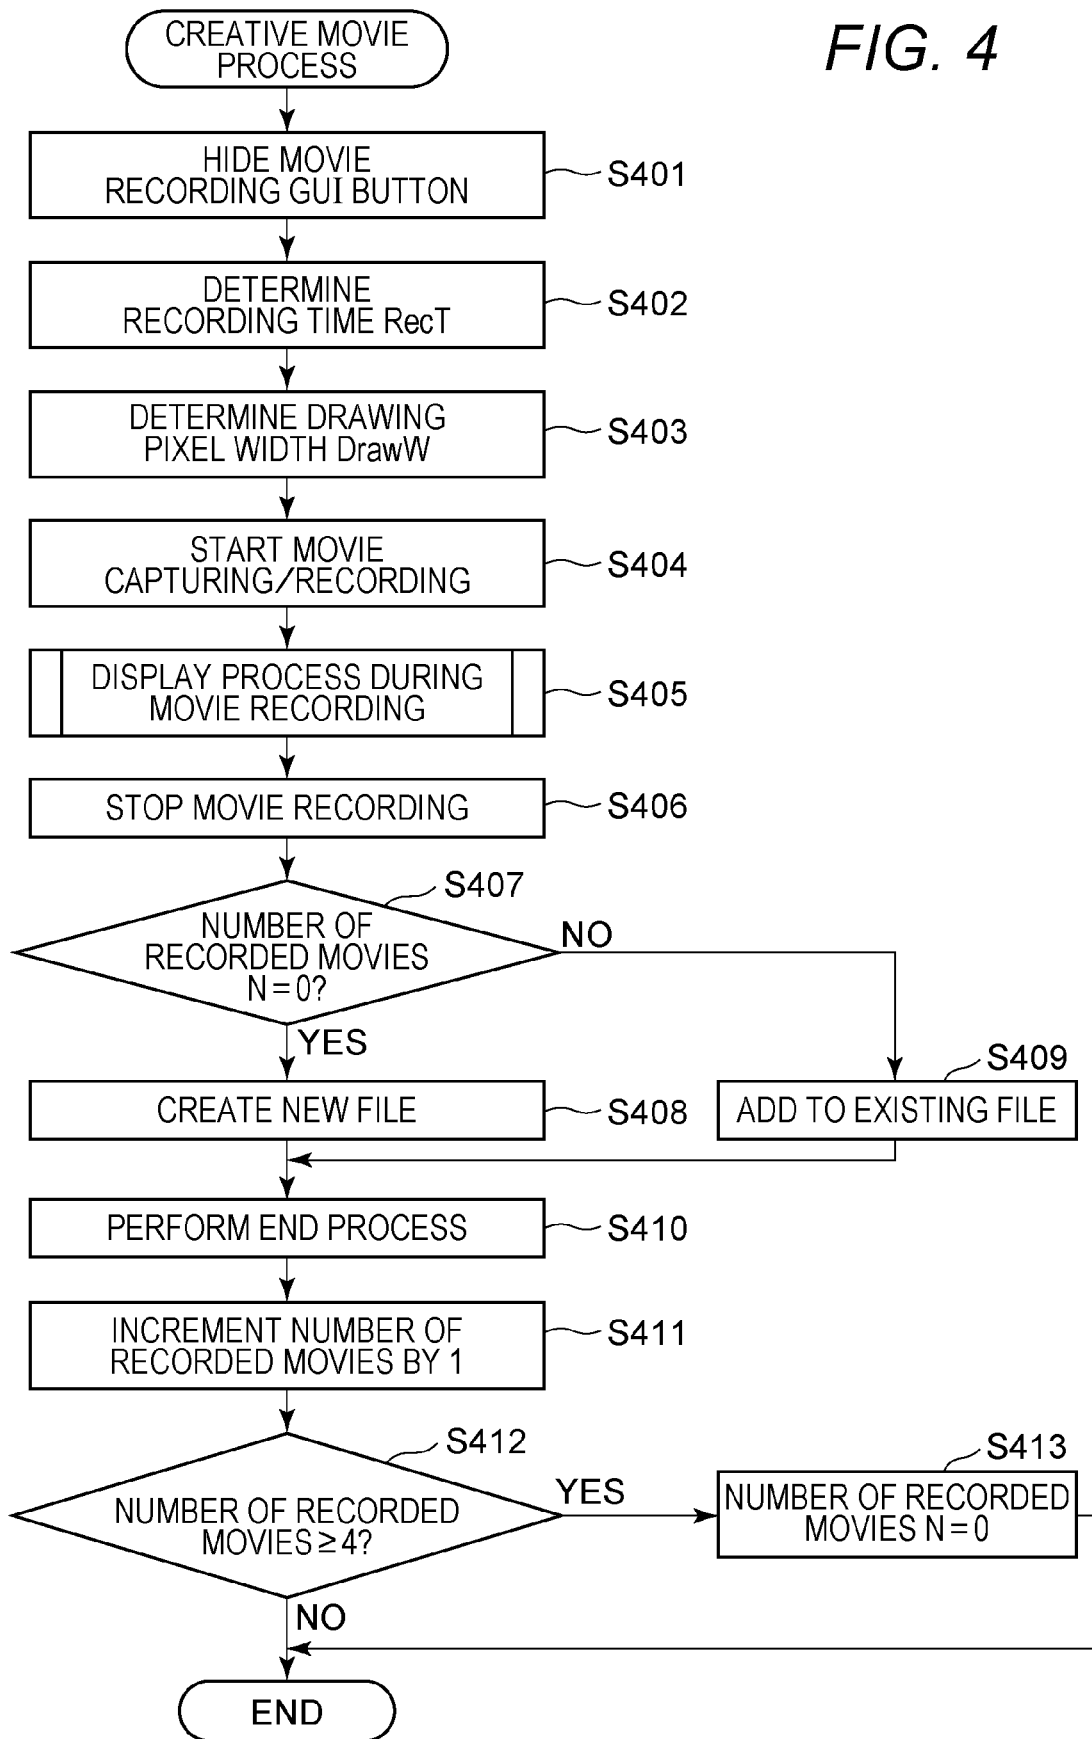 FIG. 4
CREATIVE MOVIE
PROCESS
HIDE MOVIE
RECORDING GUI BUTTON
S401
DETERMINE
RECORDING TIME RecT
S402
DETERMINE DRAWING
PIXEL WIDTH DrawW
S403
START MOVIE
CAPTURING/RECORDING
S404
DISPLAY PROCESS DURING
MOVIE RECORDING
S405
STOP MOVIE RECORDING
S406
S407
NUMBER OF
RECORDED MOVIES
N=0?
NO
YES
CREATE NEW FILE
S408
S409
ADD TO EXISTING FILE
PERFORM END PROCESS
S410
INCREMENT NUMBER OF
RECORDED MOVIES BY 1
S411
S412
NUMBER OF RECORDED
MOVIES≥4?
YES
S413
NUMBER OF RECORDED
MOVIES N=0
NO
END